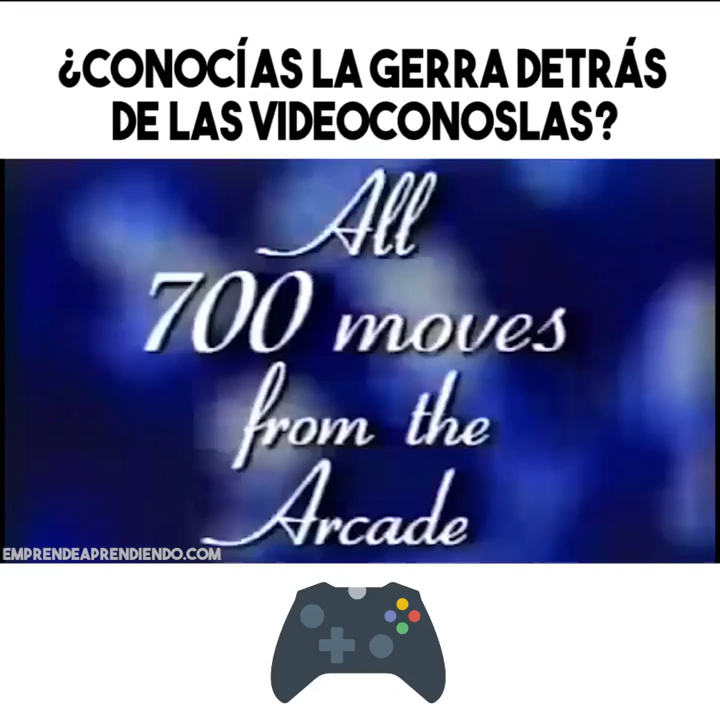 ¿CONOCÍAS LA GERRA DETRÁS
DE LAS VIDEOCONOSLAS?
All
700 moves
from the
Arcade
EMPRENDEAPRENDIENDO.COM